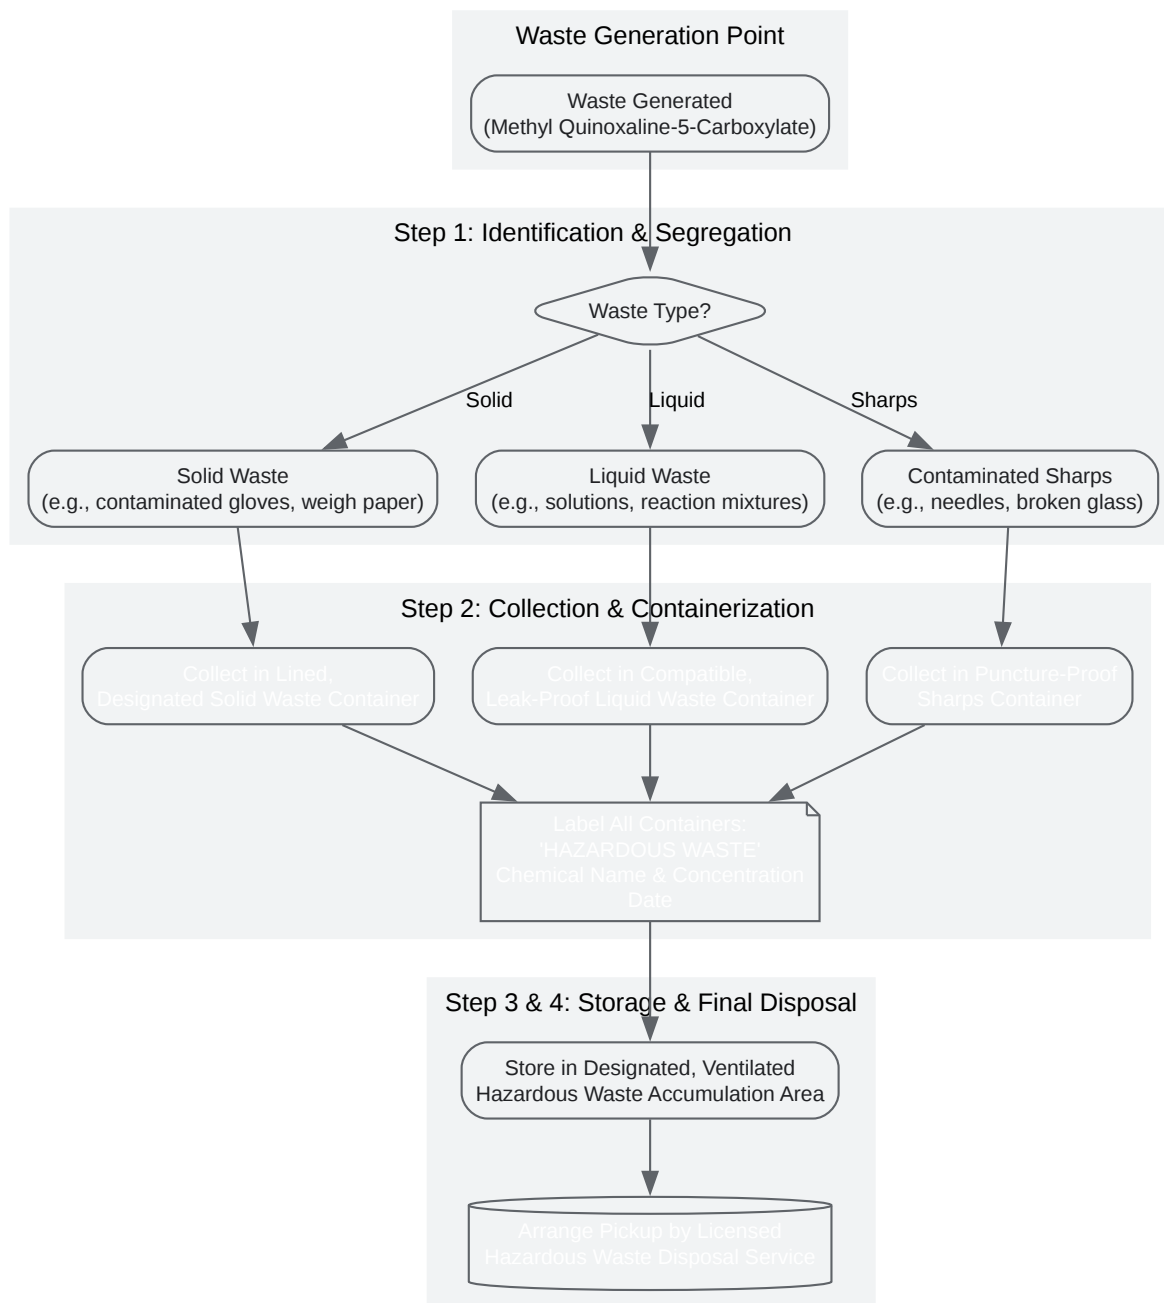 Waste Generation Point
Waste Generated
(Methyl Quinoxaline-5-Carboxylate)
Step 1: Identification & Segregation
Waste Type?
Solid
Liquid
Sharps
Solid Waste
(e.g., contaminated gloves, weigh paper)
Liquid Waste
(e.g., solutions, reaction mixtures)
Contaminated Sharps
(e.g., needles, broken glass)
Step 2: Collection & Containerization
Collect in Lined,
Designated Solid Waste Container
Collect in Compatible,
Leak-Proof Liquid Waste Container
Collect in Puncture-Proof
Sharps Container
Label All Containers:
'HAZARDOUS WASTE'
Chemical Name & Concentration
Date
Step 3 & 4: Storage & Final Disposal
Store in Designated, Ventilated
Hazardous Waste Accumulation Area
Arrange Pickup by Licensed
Hazardous Waste Disposal Service